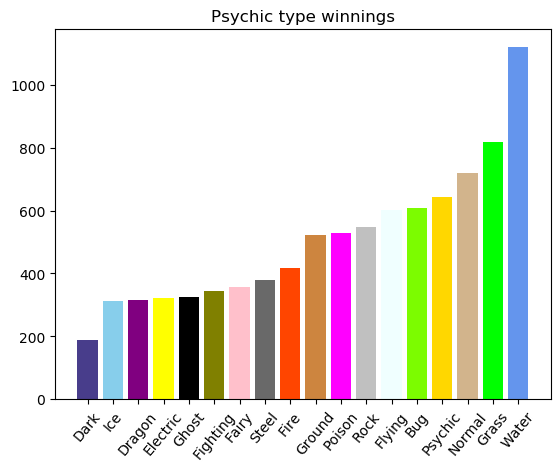 Psychic type winnings
1000
800
600
400
200
0
Dark
Ice
Dragon
Electric
Ghost
Fighting
Fairy
Steel
Fire
Ground
Poison
Rock
Flying
Bug
Psychic
Normal
Grass
Water